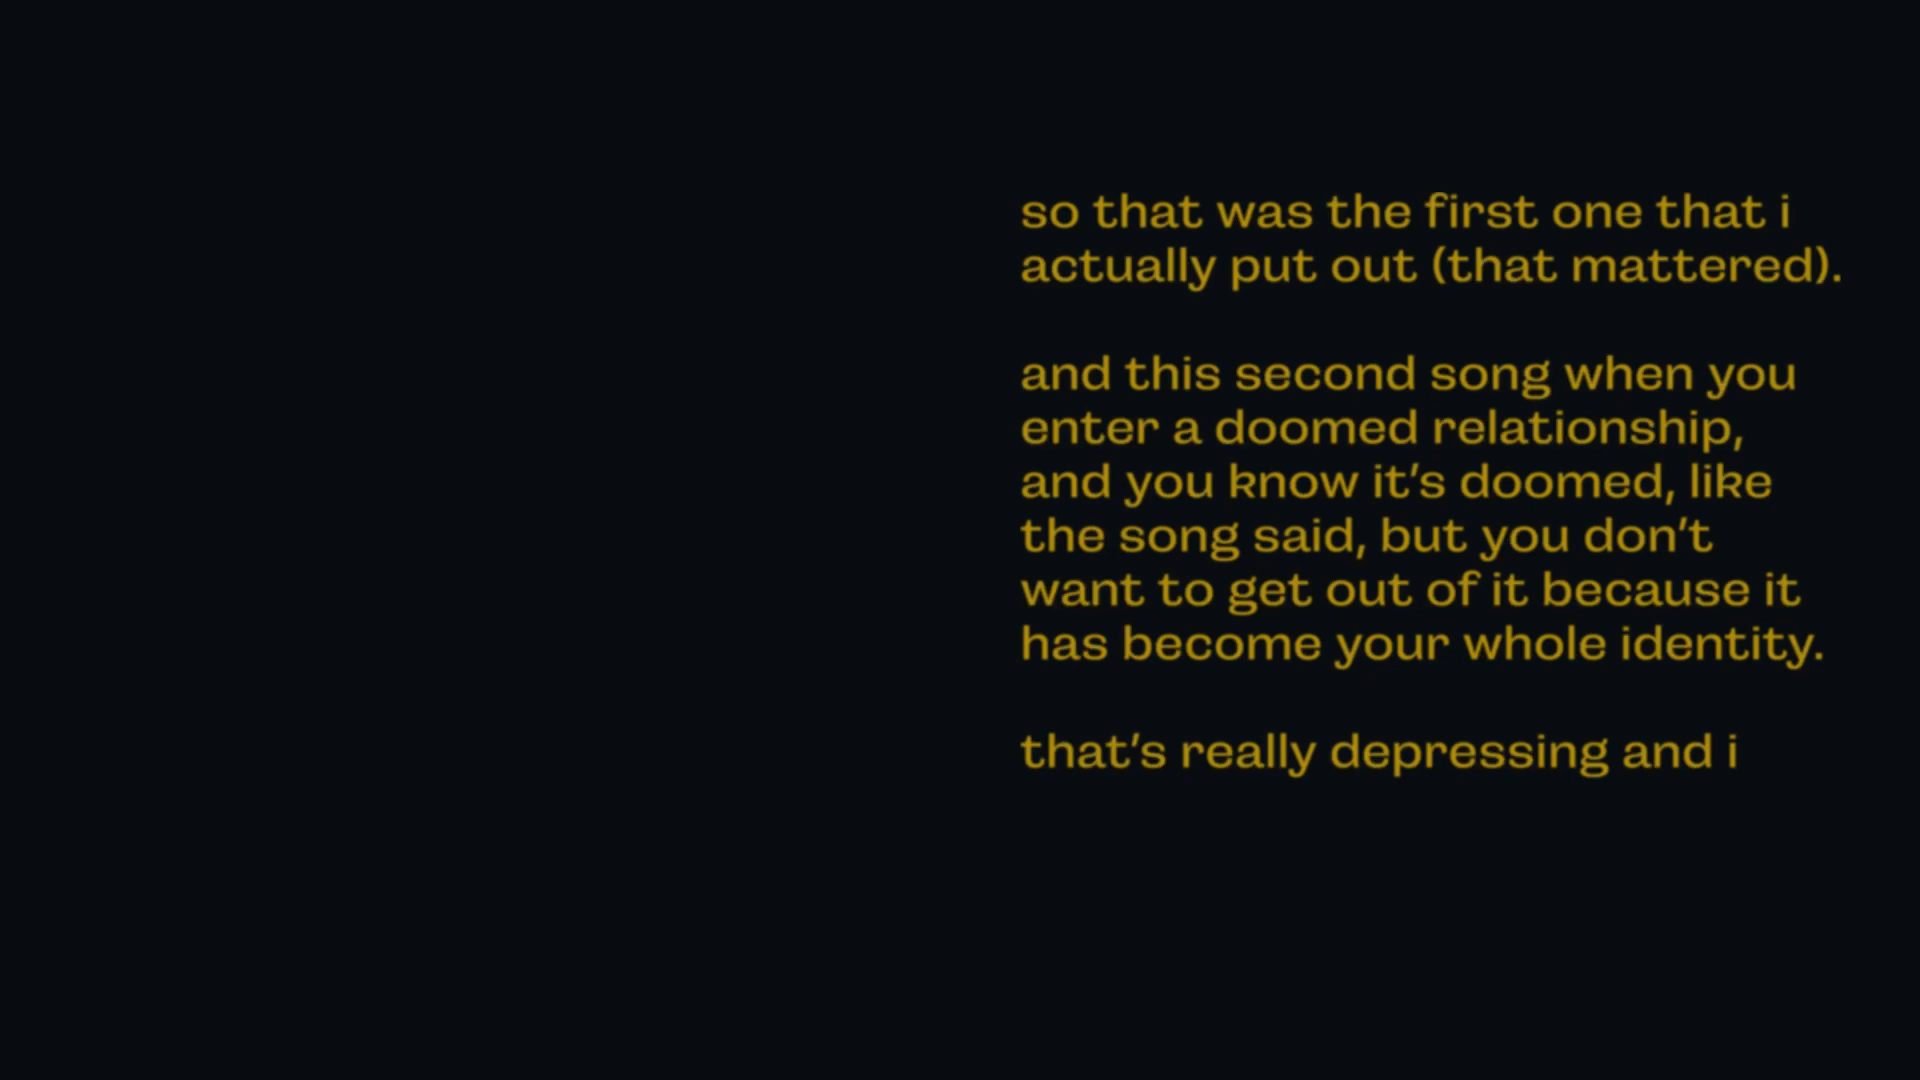 so that was the first one that i
actually put out (that mattered).
and this second song when you
enter a doomed relationship,
and you know it’s doomed, like
the song said, but you don’t
want to get out of it because it
has become your whole identity.
that’s really depressing and i